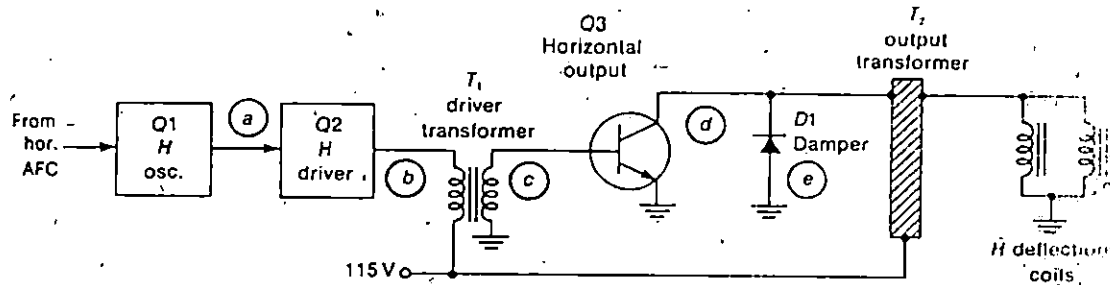 From
hor.
AFC
Q1
H
osc.
a
Q2
H
driver
b
T₁
driver
transformer
c
Q3
Horizontal
output
d
D1
Damper
e
T₂
output
transformer
115 V
H deflection
coils